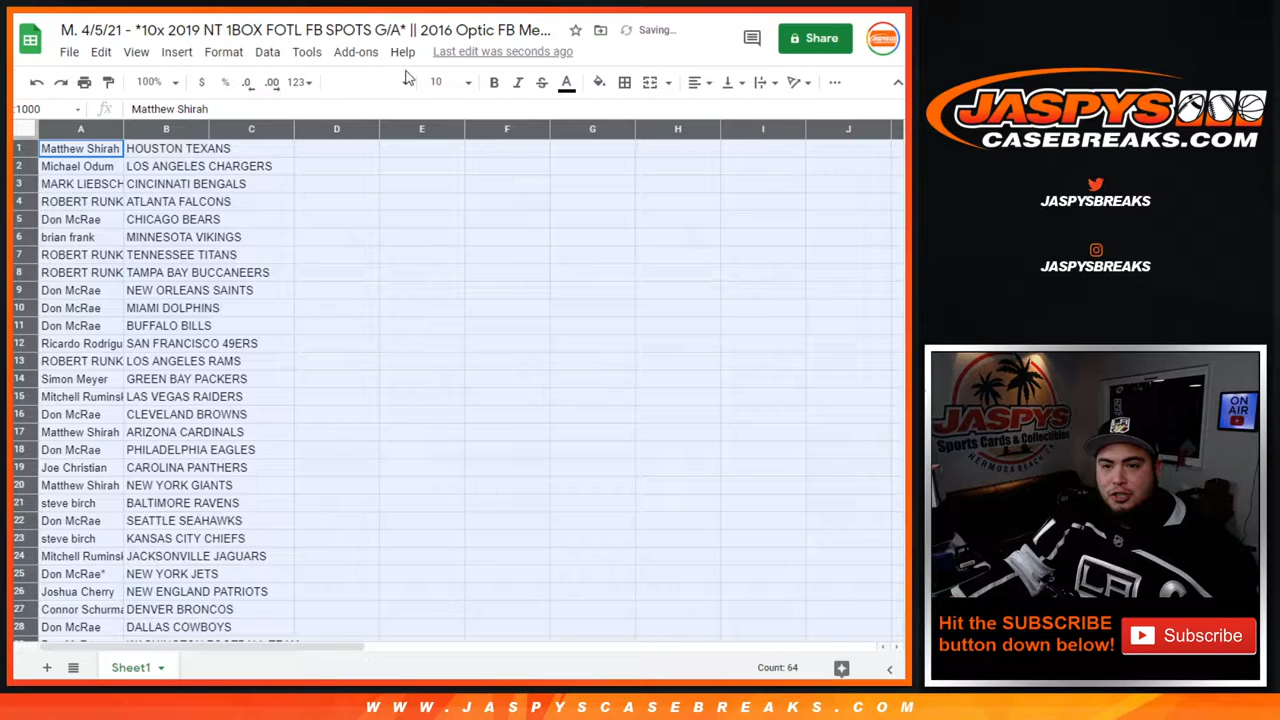 M. 4/5/21 - *10x 2019 NT 1BOX FOTL FB SPOTS G/A* || 2016 Optic FB Me...
Saving...
Share
File Edit View Insert Format Data Tools Add-ons Help Last edit was seconds ago
100% $ % .0 .00 123 10 B I S A
:1000 fx Matthew Shirah
A B C D E F G H I J
1 Matthew Shirah HOUSTON TEXANS
2 Michael Odum LOS ANGELES CHARGERS
3 MARK LIEBSCH CINCINNATI BENGALS
4 ROBERT RUNK ATLANTA FALCONS
5 Don McRae CHICAGO BEARS
6 brian frank MINNESOTA VIKINGS
7 ROBERT RUNK TENNESSEE TITANS
8 ROBERT RUNK TAMPA BAY BUCCANEERS
9 Don McRae NEW ORLEANS SAINTS
10 Don McRae MIAMI DOLPHINS
11 Don McRae BUFFALO BILLS
12 Ricardo Rodrigu SAN FRANCISCO 49ERS
13 ROBERT RUNK LOS ANGELES RAMS
14 Simon Meyer GREEN BAY PACKERS
15 Mitchell Ruminsk LAS VEGAS RAIDERS
16 Don McRae CLEVELAND BROWNS
17 Matthew Shirah ARIZONA CARDINALS
18 Don McRae PHILADELPHIA EAGLES
19 Joe Christian CAROLINA PANTHERS
20 Matthew Shirah NEW YORK GIANTS
21 steve birch BALTIMORE RAVENS
22 Don McRae SEATTLE SEAHAWKS
23 steve birch KANSAS CITY CHIEFS
24 Mitchell Ruminsk JACKSONVILLE JAGUARS
25 Don McRae* NEW YORK JETS
26 Joshua Cherry NEW ENGLAND PATRIOTS
27 Connor Schurma DENVER BRONCOS
28 Don McRae DALLAS COWBOYS
Sheet1
Count: 64
JASPYS
CASEBREAKS.COM
JASPYSBREAKS
JASPYSBREAKS
JASPYS
Sports Cards & Collectibles
HERMOSA BEACH CA
ON
AIR
LA
Hit the SUBSCRIBE
button down below!
Subscribe
WWW.JASPYSCASEBREAKS.COM